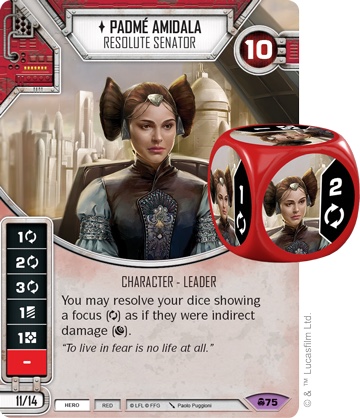 PADMÉ AMIDALA
RESOLUTE SENATOR
10
1
2
1
2
3
1
1
-
CHARACTER - LEADER
You may resolve your dice showing
a focus () as if they were indirect
damage ().
“To live in fear is no life at all.”
11/14
HERO
RED
© LFL © FFG
Paolo Puggioni
75
© & ™ Lucasfilm Ltd.